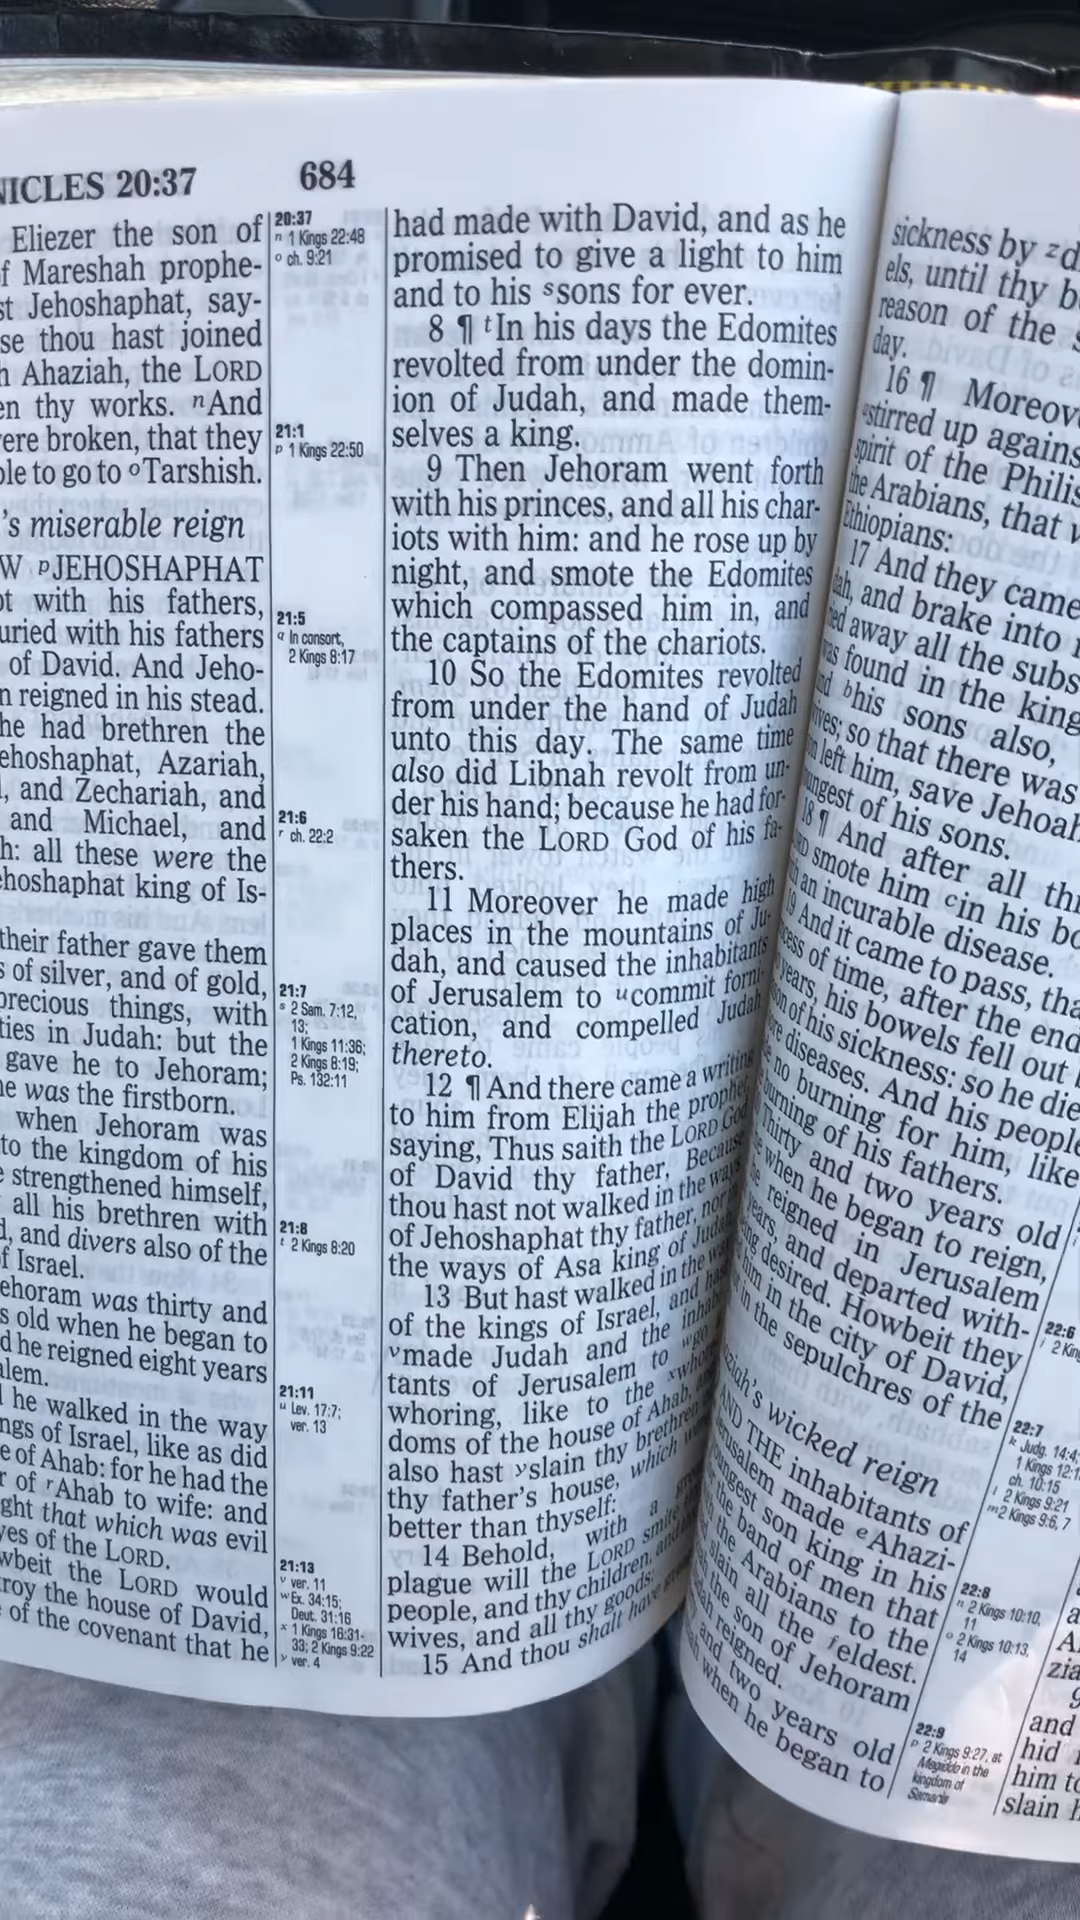 NICLES 20:37
684
Eliezer the son of
f Mareshah prophe-
st Jehoshaphat, say-
se thou hast joined
h Ahaziah, the LORD
en thy works. nAnd
ere broken, that they
ble to go to oTarshish.
's miserable reign
W pJEHOSHAPHAT
pt with his fathers,
uried with his fathers
of David. And Jeho-
n reigned in his stead.
he had brethren the
ehoshaphat, Azariah,
, and Zechariah, and
and Michael, and
h: all these were the
ehoshaphat king of Is-
their father gave them
s of silver, and of gold,
precious things, with
ties in Judah: but the
gave he to Jehoram;
he was the firstborn.
when Jehoram was
to the kingdom of his
e strengthened himself,
all his brethren with
d, and divers also of the
f Israel.
ehoram was thirty and
s old when he began to
d he reigned eight years
alem.
he walked in the way
ngs of Israel, like as did
e of Ahab: for he had the
r of rAhab to wife: and
ght that which was evil
yes of the LORD.
wbeit the LORD would
roy the house of David,
of the covenant that he
20:37
n 1 Kings 22:48
o ch. 9:21
21:1
p 1 Kings 22:50
21:5
q In consort,
2 Kings 8:17
21:6
r ch. 22:2
21:7
s 2 Sam. 7:12,
13;
1 Kings 11:36;
2 Kings 8:19;
Ps. 132:11
21:8
t 2 Kings 8:20
21:11
u Lev. 17:7;
ver. 13
21:13
v ver. 11
w Ex. 34:15;
Deut. 31:16
x 1 Kings 16:31-
33; 2 Kings 9:22
y ver. 4
had made with David, and as he
promised to give a light to him
and to his ssons for ever.
8 ¶ tIn his days the Edomites
revolted from under the domin-
ion of Judah, and made them-
selves a king.
9 Then Jehoram went forth
with his princes, and all his char-
iots with him: and he rose up by
night, and smote the Edomites
which compassed him in, and
the captains of the chariots.
10 So the Edomites revolted
from under the hand of Judah
unto this day. The same time
also did Libnah revolt from un-
der his hand; because he had for-
saken the LORD God of his fa-
thers.
11 Moreover he made high
places in the mountains of Ju-
dah, and caused the inhabitants
of Jerusalem to ucommit forni-
cation, and compelled Judah
thereto.
12 ¶ And there came a writing
to him from Elijah the prophet,
saying, Thus saith the LORD God
of David thy father, Because
thou hast not walked in the ways
of Jehoshaphat thy father, nor in
the ways of Asa king of Judah,
13 But hast walked in the way
of the kings of Israel, and hast
vmade Judah and the inhabi-
tants of Jerusalem to wgo
whoring, like to the xwhore-
doms of the house of Ahab,
also hast yslain thy brethren
thy father's house, which
better than thyself:
14 Behold, with a great
plague will the LORD smite
people, and thy children, and
wives, and all thy goods:
15 And thou shalt have
sickness by zd
els, until thy b
reason of the s
day.
16 ¶ Moreov
stirred up agains
spirit of the Philis
the Arabians, that
Ethiopians:
17 And they came
dah, and brake into
ied away all the subs
was found in the king
and bhis sons also,
ives; so that there was
on left him, save Jehoah
ungest of his sons.
18 ¶ And after all thi
smote him cin his bo
an incurable disease.
19 And it came to pass, tha
cess of time, after the end
years, his bowels fell out
on of his sickness: so he die
re diseases. And his people
no burning for him, like
burning of his fathers.
Thirty and two years old
when he began to reign,
he reigned in Jerusalem
years, and departed with-
ing desired. Howbeit they
him in the city of David,
in the sepulchres of the
aziah's wicked reign
AND THE inhabitants of
Jerusalem made eAhazi-
oungest son king in his
the band of men that
the Arabians to the
slain all the feldest.
the son of Jehoram
dah reigned.
and two years old
when he began to
22:6
j 2 King
22:7
k Judg. 14:4;
1 Kings 12:1
ch. 10:15
l 2 Kings 9:21
m 2 Kings 9:6, 7
22:8
n 2 Kings 10:10,
11
o 2 Kings 10:13,
14
22:9
p 2 Kings 9:27, at
Megiddo in the
kingdom of
Samaria
a
A
zia
9
and
hid
him to
slain h